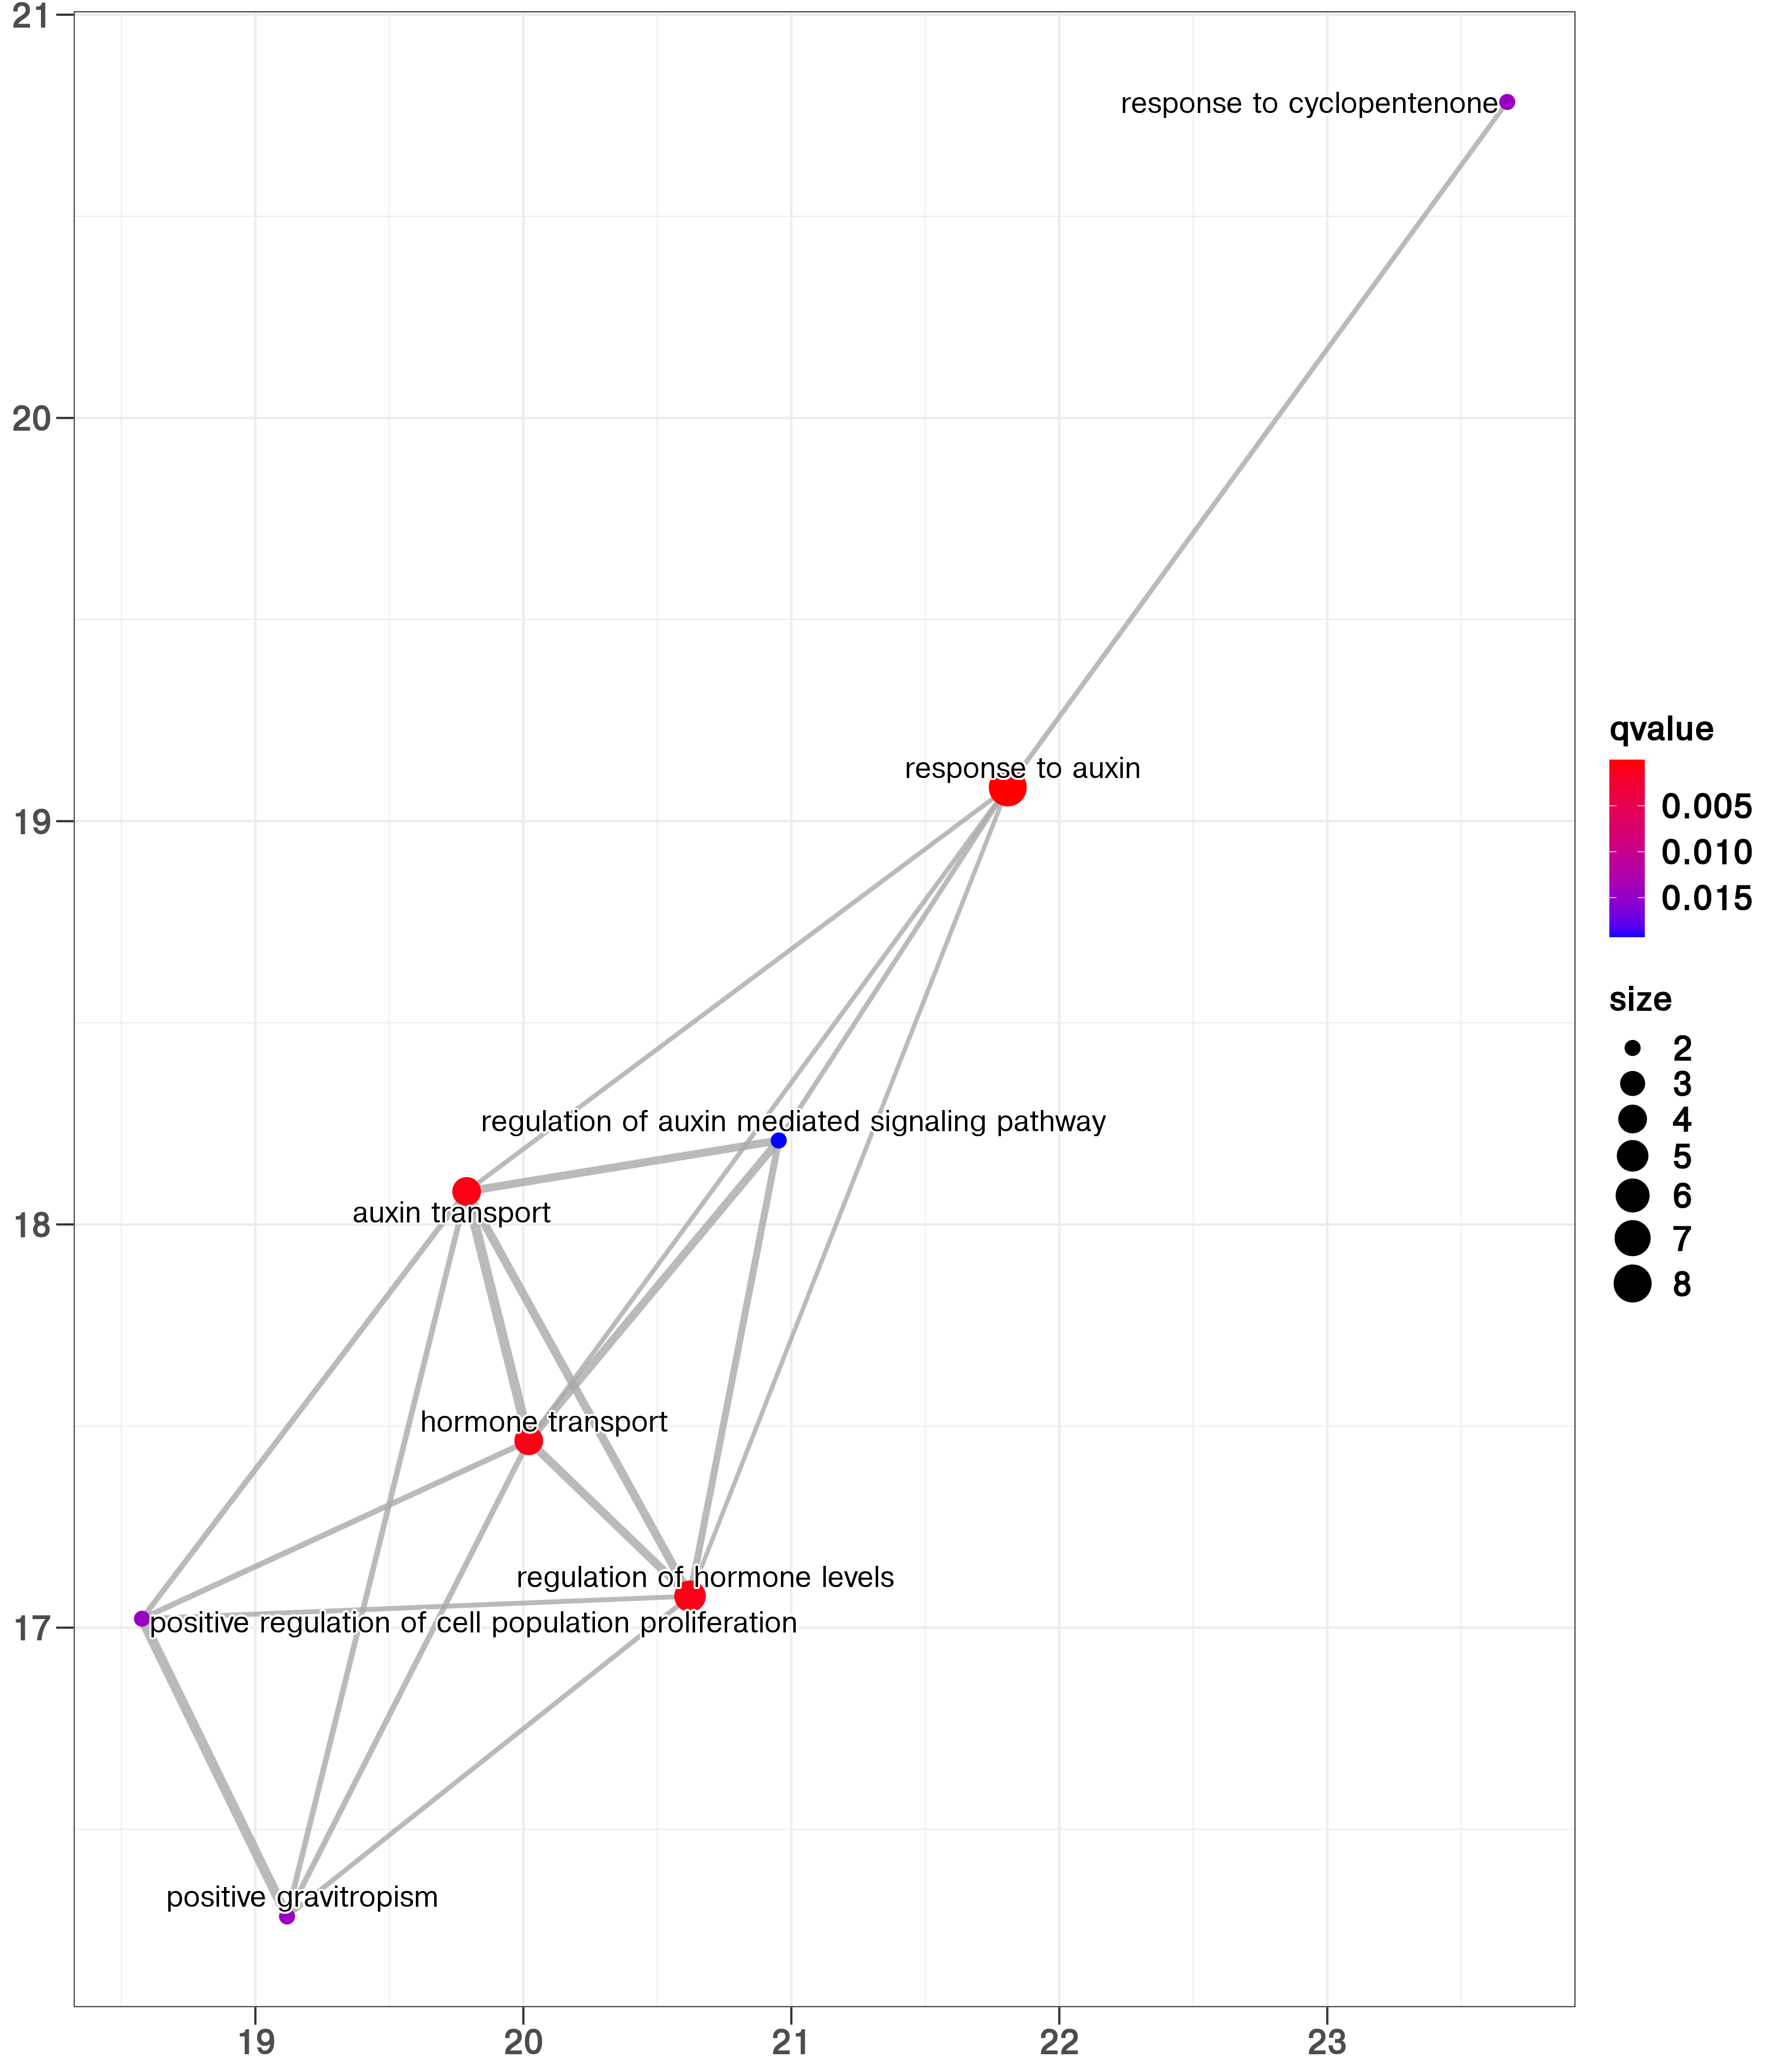 21
response to cyclopentenone
20
response to auxin
19
regulation of auxin mediated signaling pathway
auxin transport
18
hormone transport
regulation of hormone levels
positive regulation of cell population proliferation
17
positive gravitropism
19 20 21 22 23
qvalue
0.005
0.010
0.015
size
2
3
4
5
6
7
8